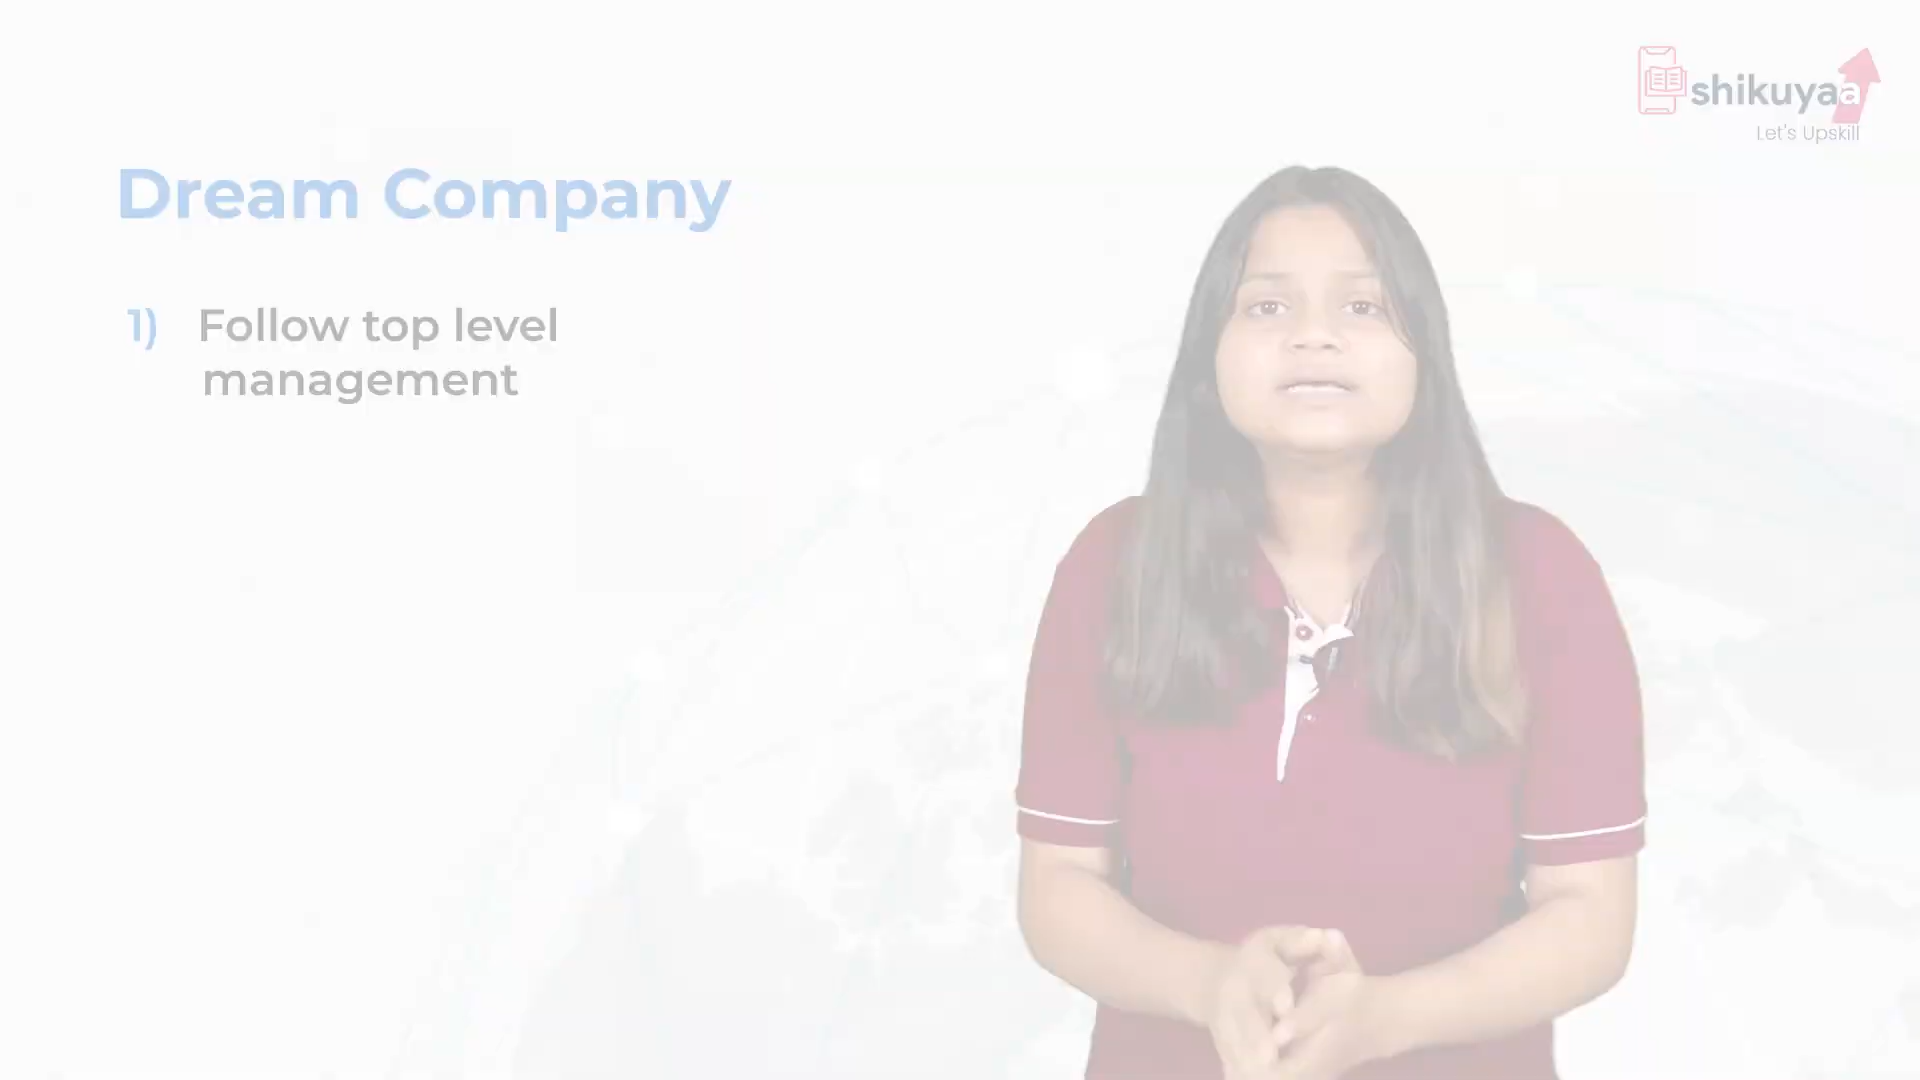 shikuyaa
Let's Upskill
Dream Company
1) Follow top level
management